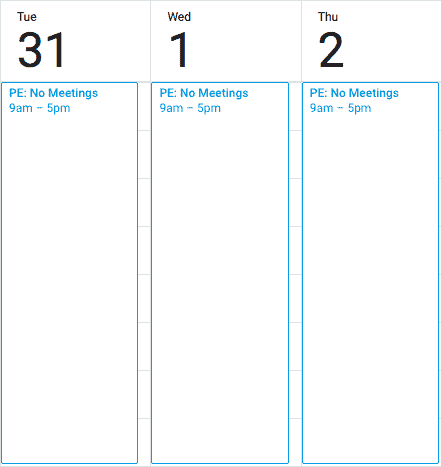 Tue
31
PE: No Meetings
9am – 5pm
Wed
1
PE: No Meetings
9am – 5pm
Thu
2
PE: No Meetings
9am – 5pm